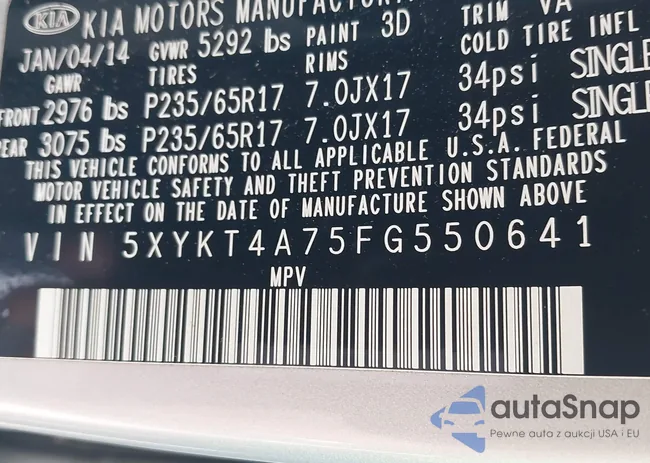 KIA KIA MOTORS MANUFACTUR
JAN/04/14 GVWR 5292 lbs PAINT 3D TRIM VA
GAWR TIRES RIMS COLD TIRE INFL
FRONT 2976 lbs P235/65R17 7.0JX17 34psi SINGLE
REAR 3075 lbs P235/65R17 7.0JX17 34psi SINGLE
THIS VEHICLE CONFORMS TO ALL APPLICABLE U.S.A. FEDERAL
MOTOR VEHICLE SAFETY AND THEFT PREVENTION STANDARDS
IN EFFECT ON THE DATE OF MANUFACTURE SHOWN ABOVE
VIN 5XYKT4A75FG550641
MPV
autaSnap
Pewne auta z aukcji USA i EU